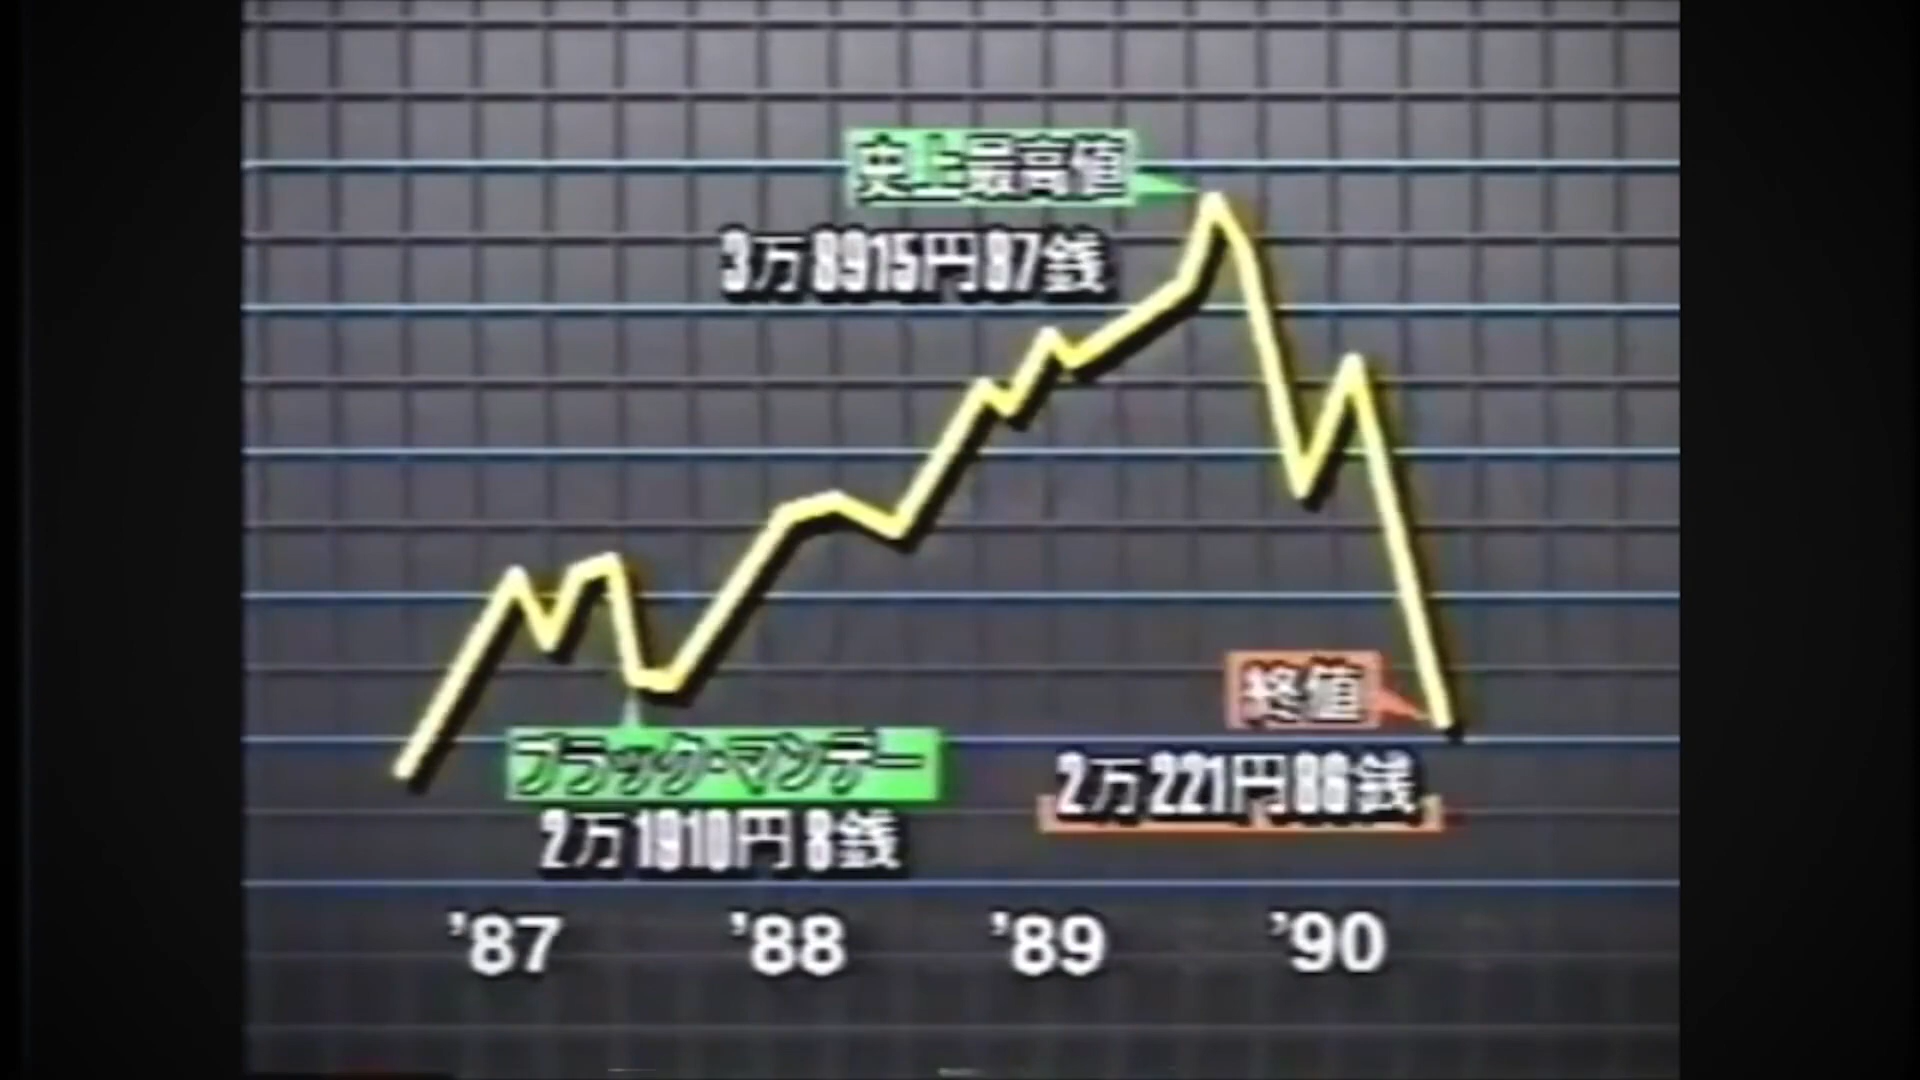 史上最高値
3万8915円87銭
終値
2万221円86銭
ブラック・マンデー
2万1910円8銭
'87 '88 '89 '90